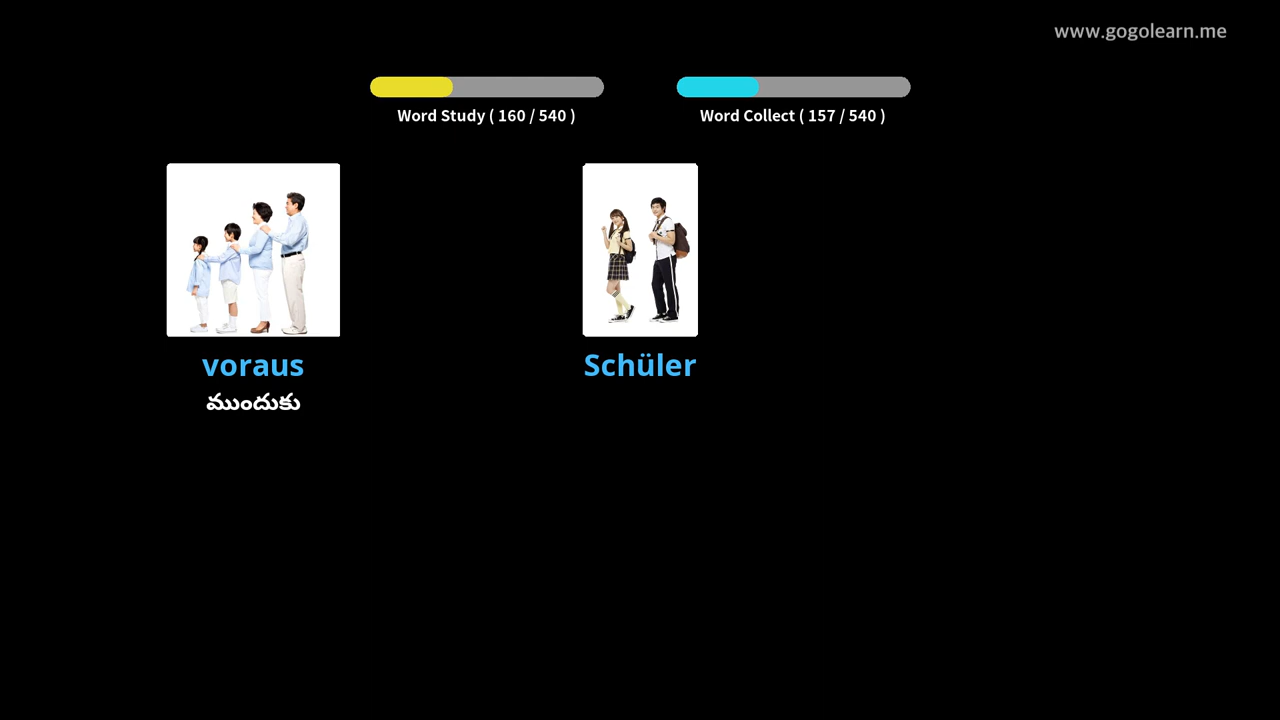 www.gogolearn.me
Word Study ( 160 / 540 )
Word Collect ( 157 / 540 )
voraus
ముందుకు
Schüler